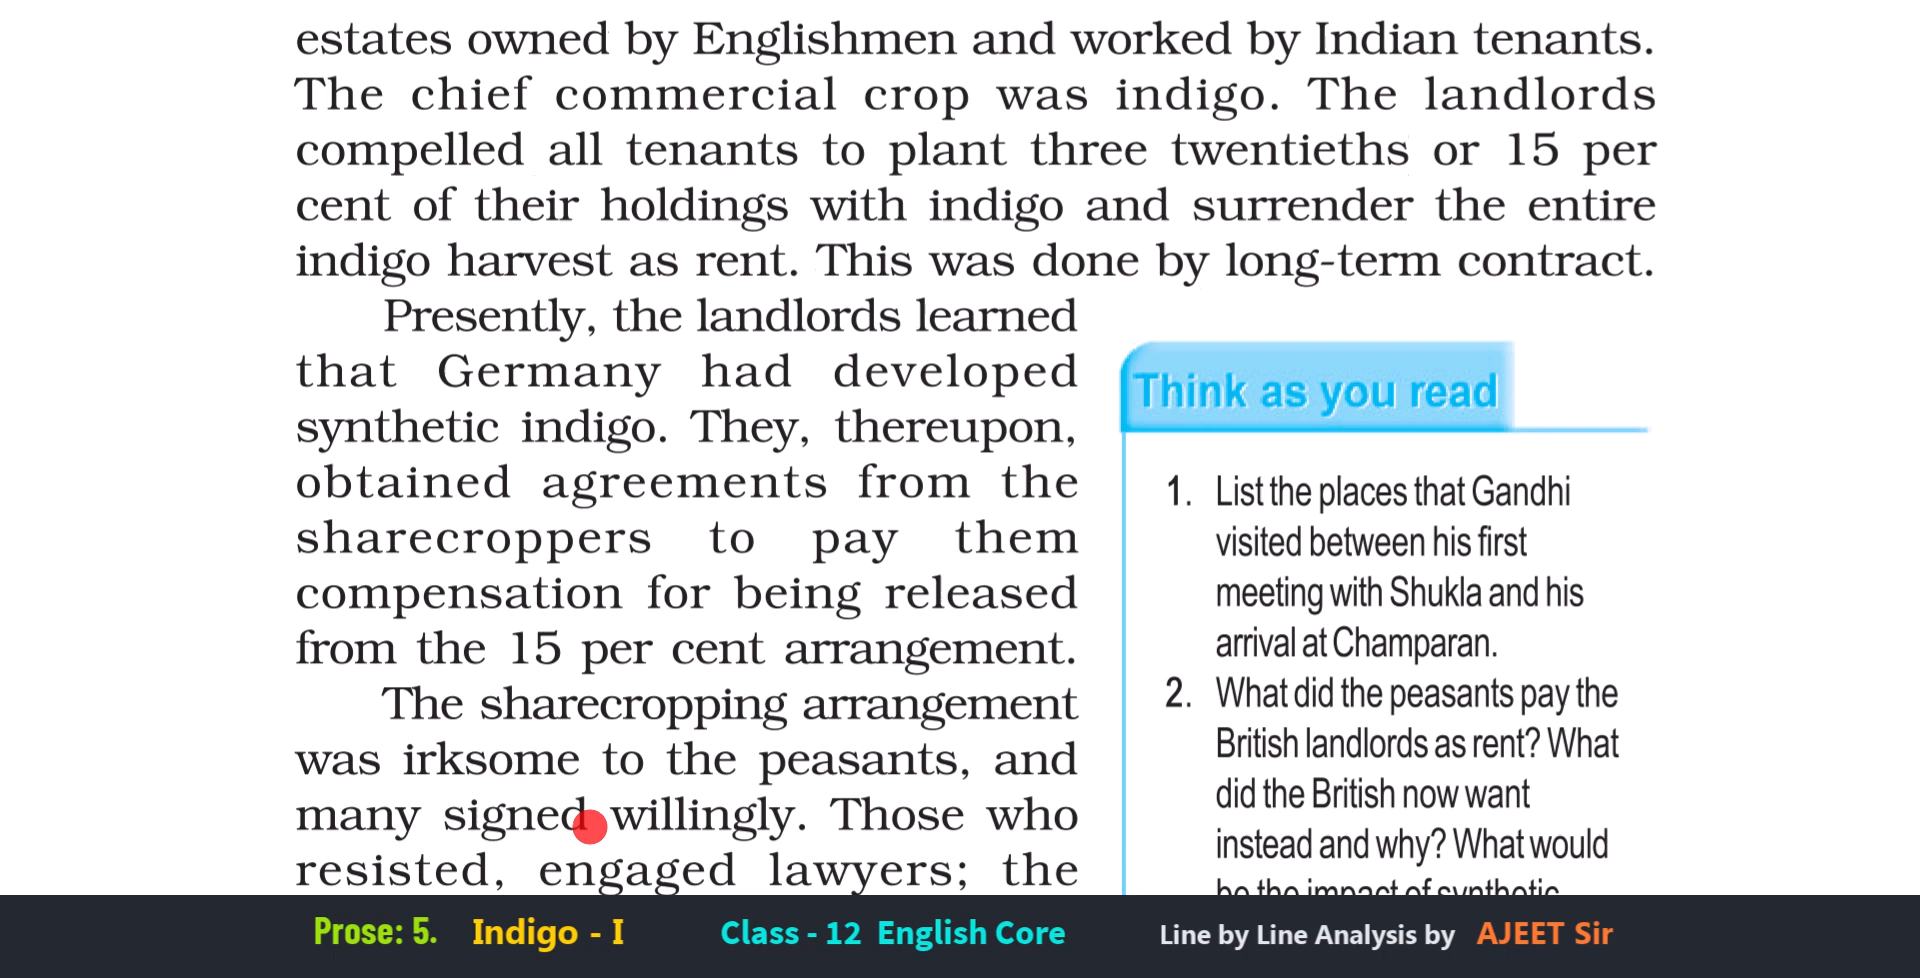 estates owned by Englishmen and worked by Indian tenants.
The chief commercial crop was indigo. The landlords
compelled all tenants to plant three twentieths or 15 per
cent of their holdings with indigo and surrender the entire
indigo harvest as rent. This was done by long-term contract.
Presently, the landlords learned
that Germany had developed
synthetic indigo. They, thereupon,
obtained agreements from the
sharecroppers to pay them
compensation for being released
from the 15 per cent arrangement.
The sharecropping arrangement
was irksome to the peasants, and
many signed willingly. Those who
resisted, engaged lawyers; the
Think as you read
1. List the places that Gandhi
visited between his first
meeting with Shukla and his
arrival at Champaran.
2. What did the peasants pay the
British landlords as rent? What
did the British now want
instead and why? What would
be the impact of synthetic
Prose: 5. Indigo - I Class - 12 English Core Line by Line Analysis by AJEET Sir